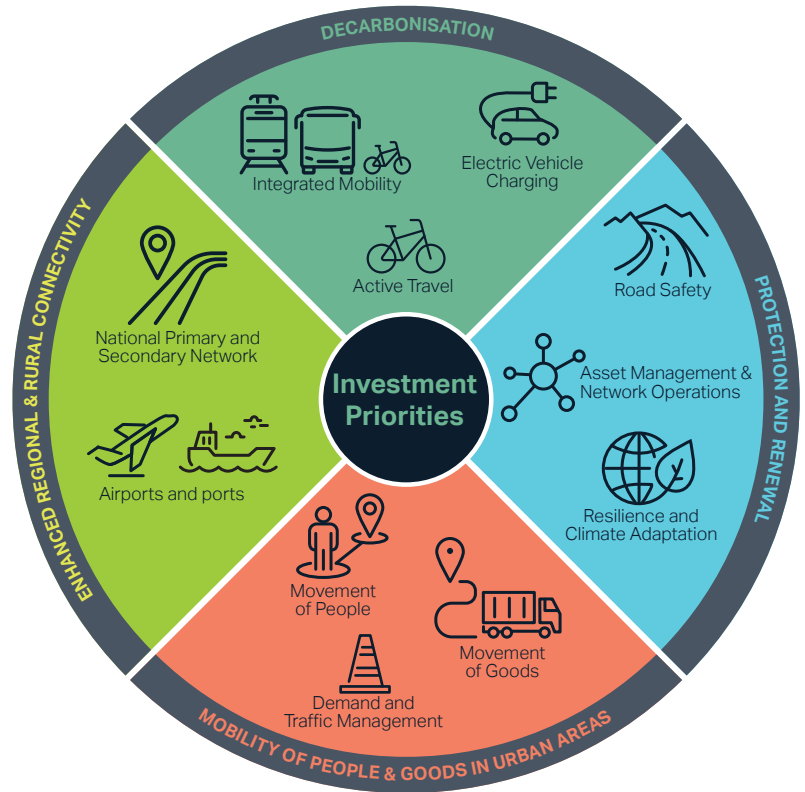 DECARBONISATION
Integrated Mobility
Electric Vehicle
Charging
Active Travel
PROTECTION AND RENEWAL
Road Safety
Asset Management &
Network Operations
Resilience and
Climate Adaptation
MOBILITY OF PEOPLE & GOODS IN URBAN AREAS
Movement
of People
Movement
of Goods
Demand and
Traffic Management
ENHANCED REGIONAL & RURAL CONNECTIVITY
National Primary and
Secondary Network
Airports and ports
Investment
Priorities